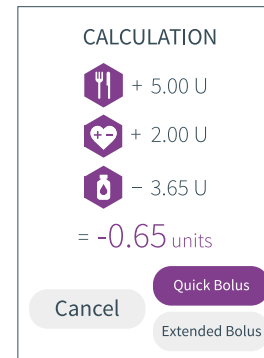 CALCULATION
+ 5.00 U
+ 2.00 U
− 3.65 U
= -0.65 units
Quick Bolus
Cancel
Extended Bolus